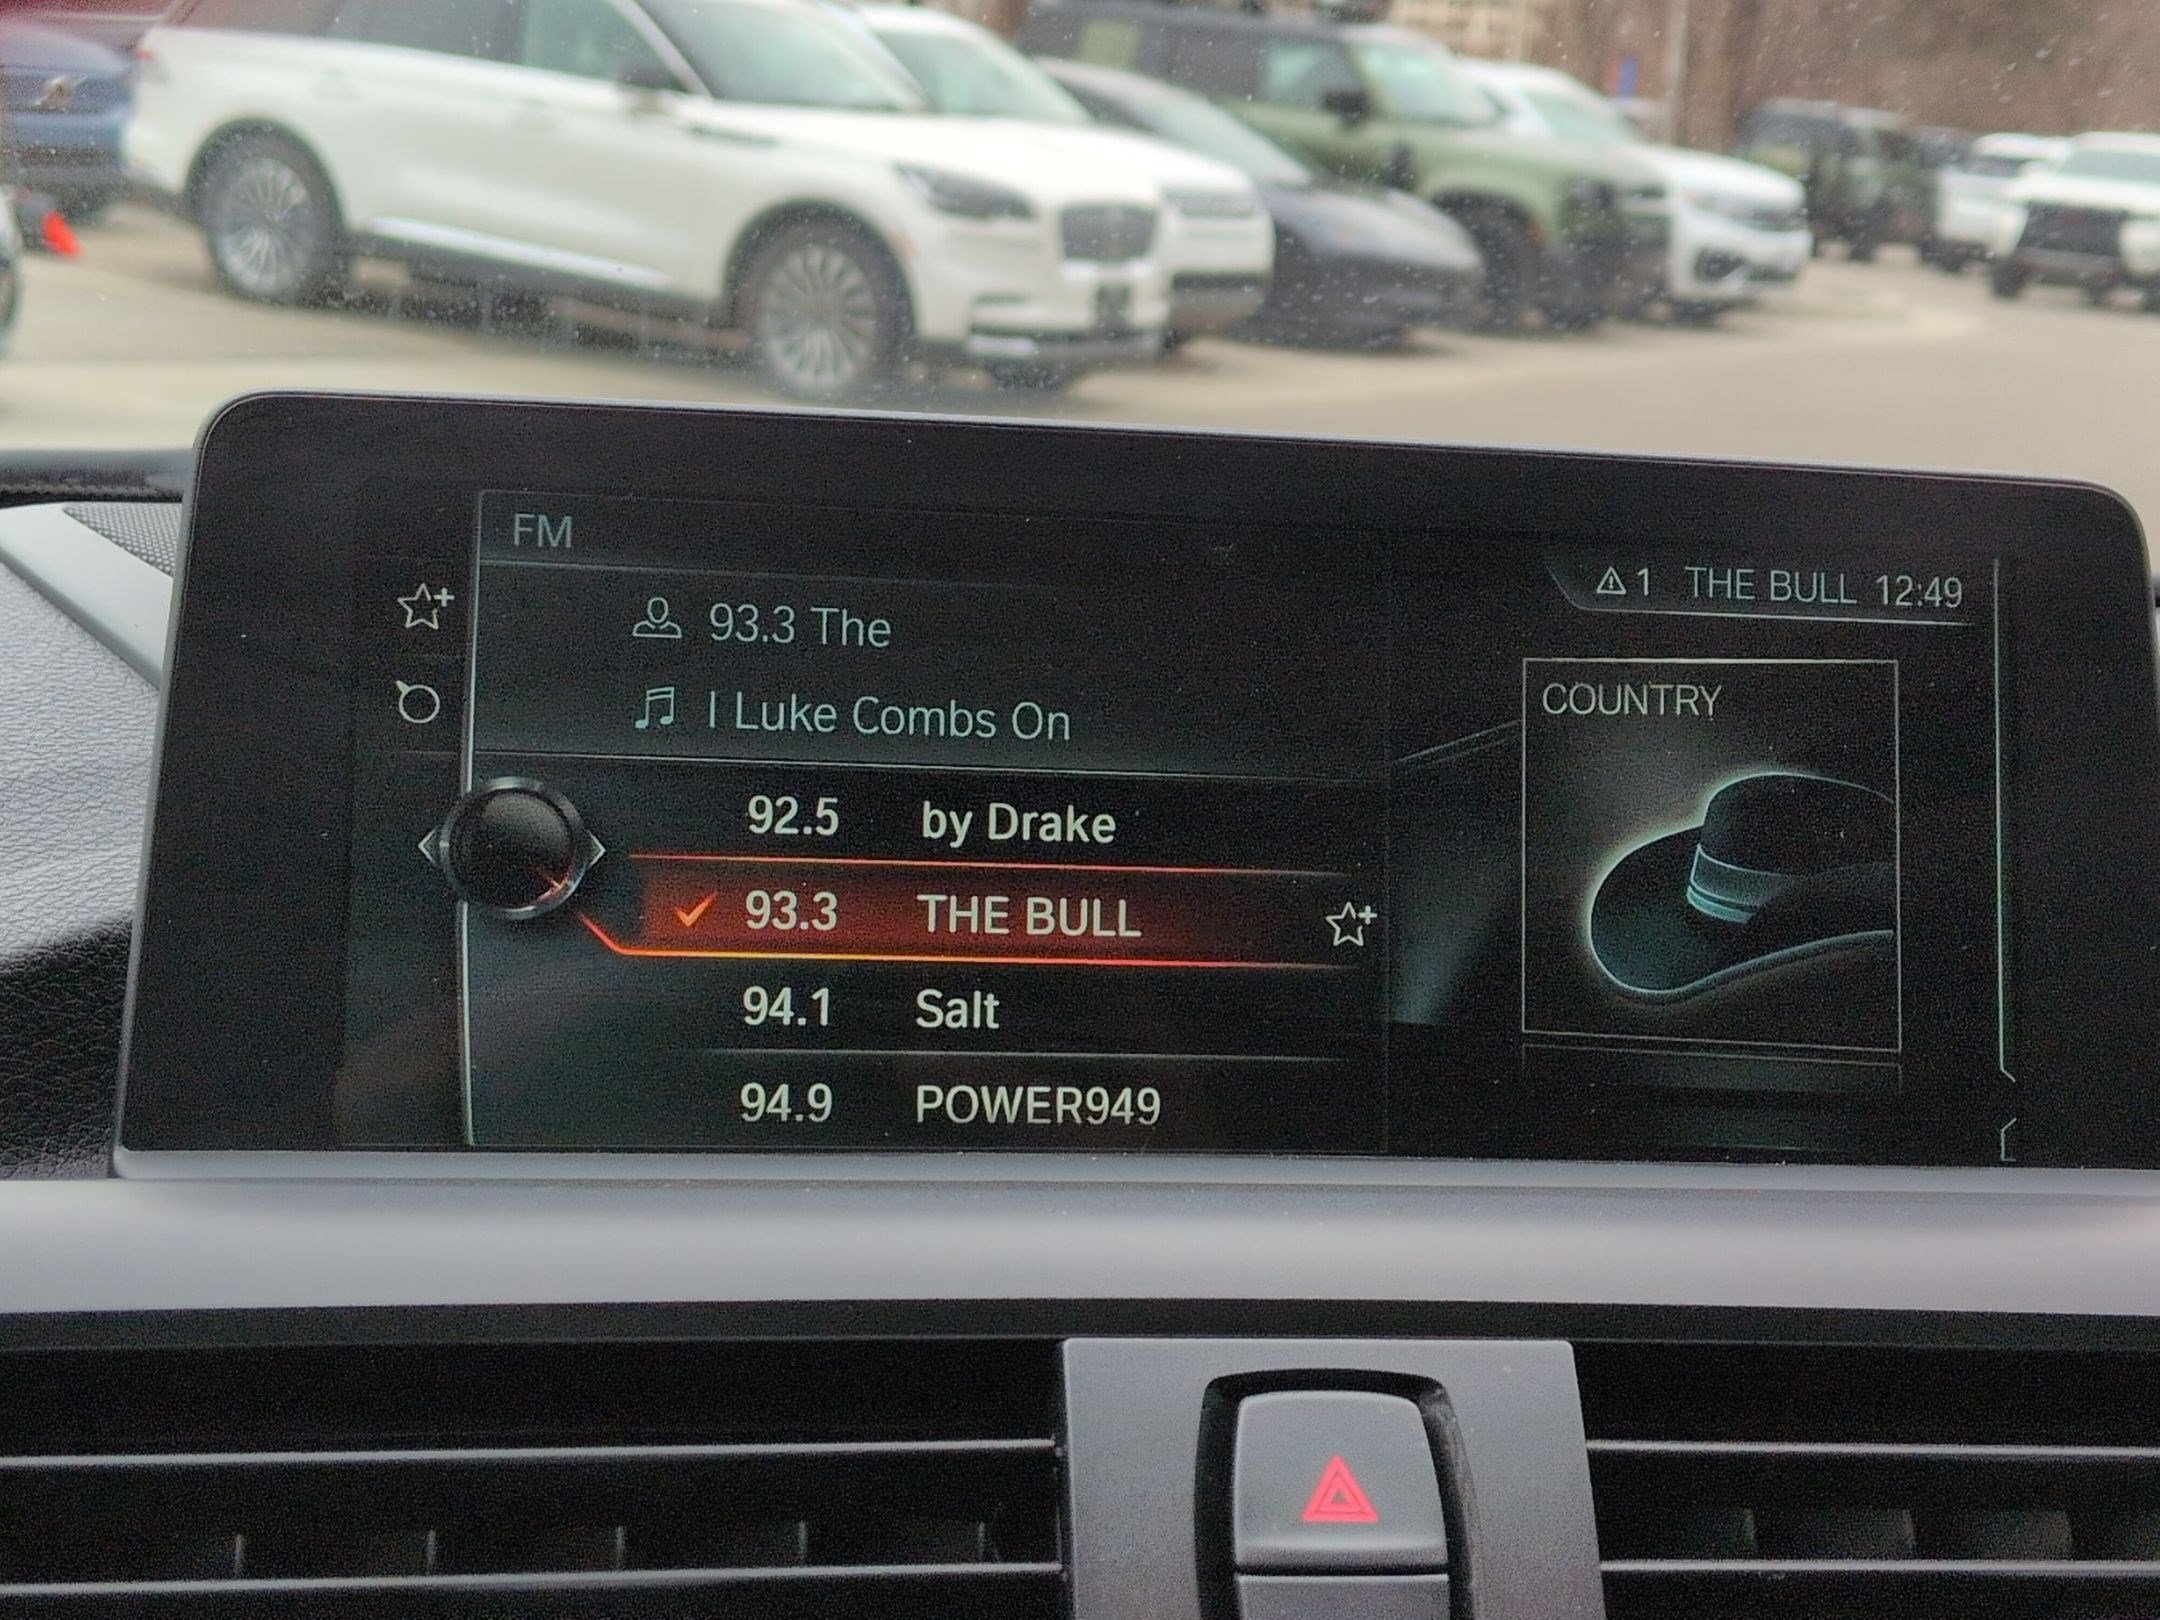 FM
△1 THE BULL 12:49
93.3 The
I Luke Combs On
COUNTRY
92.5 by Drake
93.3 THE BULL
94.1 Salt
94.9 POWER949